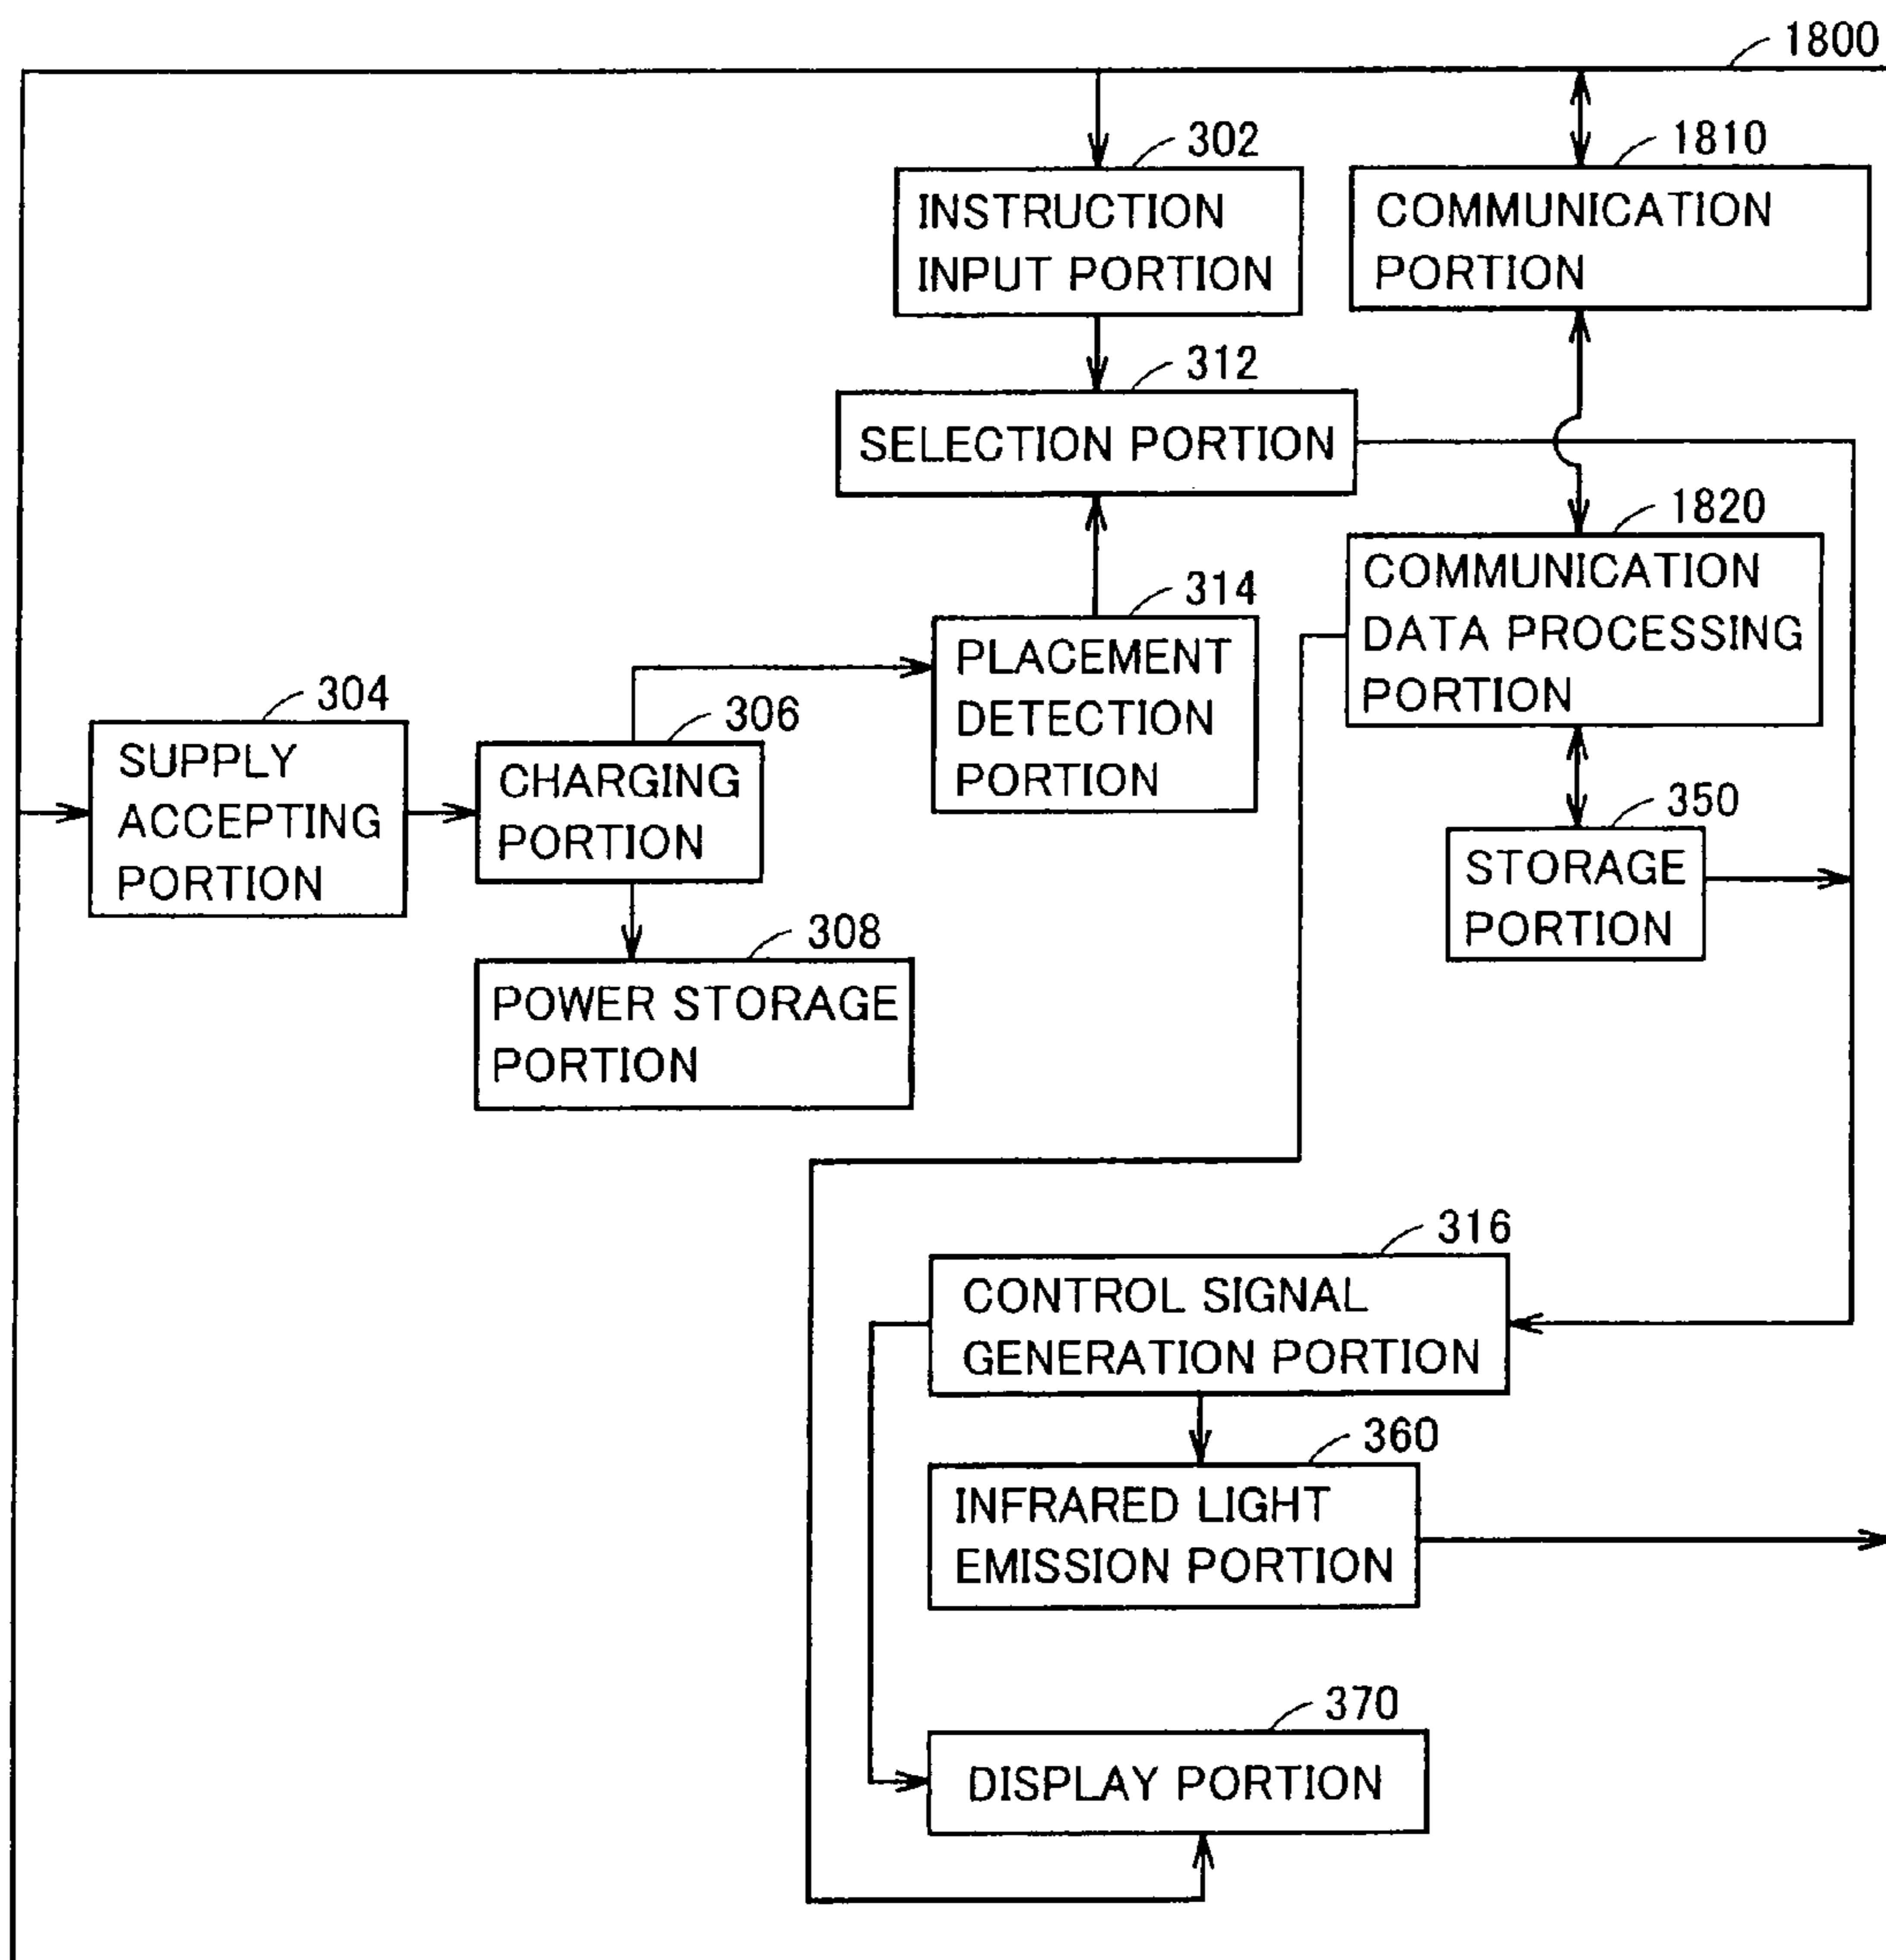 1800
302
1810
INSTRUCTION
INPUT PORTION
COMMUNICATION
PORTION
312
SELECTION PORTION
1820
COMMUNICATION
DATA PROCESSING
PORTION
314
PLACEMENT
DETECTION
PORTION
304
SUPPLY
ACCEPTING
PORTION
306
CHARGING
PORTION
350
STORAGE
PORTION
308
POWER STORAGE
PORTION
316
CONTROL SIGNAL
GENERATION PORTION
360
INFRARED LIGHT
EMISSION PORTION
370
DISPLAY PORTION